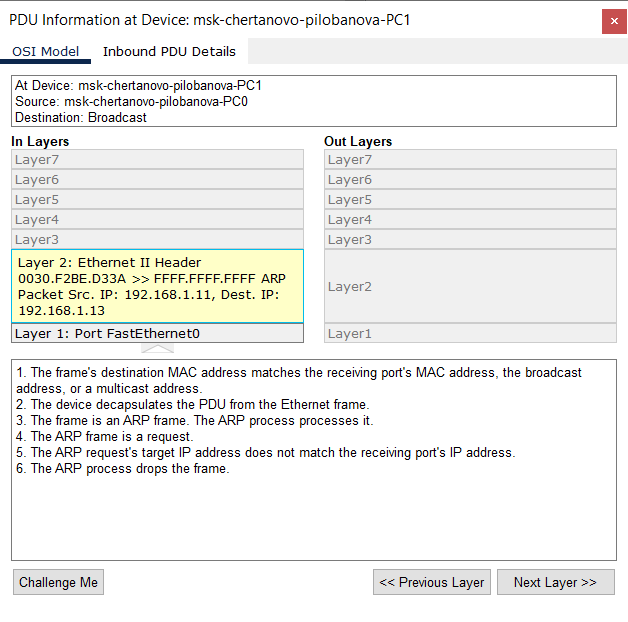 PDU Information at Device: msk-chertanovo-pilobanova-PC1
OSI Model Inbound PDU Details
At Device: msk-chertanovo-pilobanova-PC1
Source: msk-chertanovo-pilobanova-PC0
Destination: Broadcast
In Layers
Layer7
Layer6
Layer5
Layer4
Layer3
Layer 2: Ethernet II Header
0030.F2BE.D33A >> FFFF.FFFF.FFFF ARP
Packet Src. IP: 192.168.1.11, Dest. IP:
192.168.1.13
Layer 1: Port FastEthernet0
Out Layers
Layer7
Layer6
Layer5
Layer4
Layer3
Layer2
Layer1
1. The frame's destination MAC address matches the receiving port's MAC address, the broadcast
address, or a multicast address.
2. The device decapsulates the PDU from the Ethernet frame.
3. The frame is an ARP frame. The ARP process processes it.
4. The ARP frame is a request.
5. The ARP request's target IP address does not match the receiving port's IP address.
6. The ARP process drops the frame.
Challenge Me << Previous Layer Next Layer >>